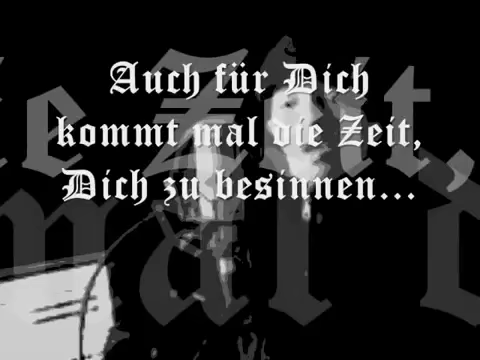 Auch für Dich
kommt mal die Zeit,
Dich zu besinnen...